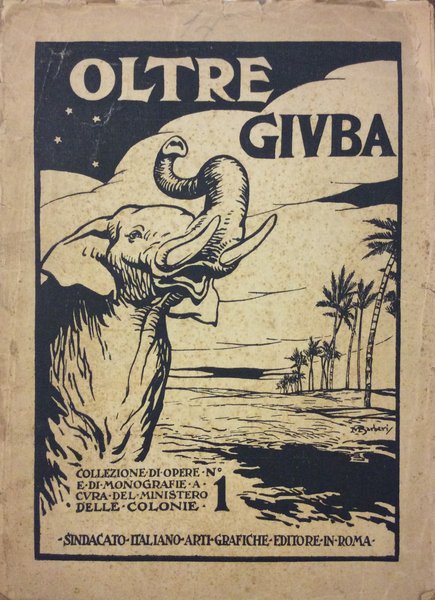 OLTRE
GIVBA
N. Barbari
COLLEZIONE·DI·OPERE·N°
E·DI·MONOGRAFIE·A·
CVRA·DEL·MINISTERO
·DELLE·COLONIE· 1
·SINDACATO·ITALIANO·ARTI·GRAFICHE·EDITORE·IN·ROMA·